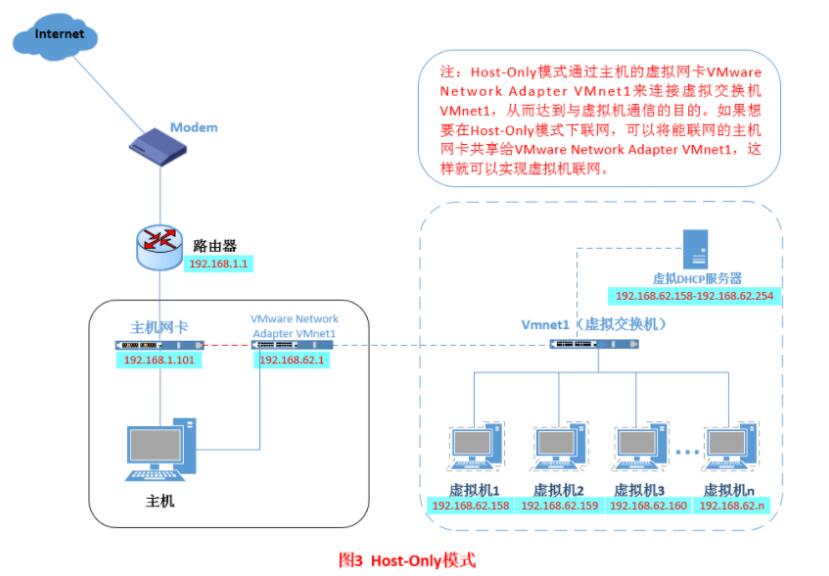 Internet
Modem
路由器
192.168.1.1
注：Host-Only模式通过主机的虚拟网卡VMware
Network Adapter VMnet1来连接虚拟交换机
VMnet1，从而达到与虚拟机通信的目的。如果想
要在Host-Only模式下联网，可以将能联网的主机
网卡共享给VMware Network Adapter VMnet1，这
样就可以实现虚拟机联网。
主机网卡
192.168.1.101
VMware Network
Adapter VMnet1
192.168.62.1
主机
虚拟DHCP服务器
192.168.62.158-192.168.62.254
Vmnet1（虚拟交换机）
虚拟机1
192.168.62.158
虚拟机2
192.168.62.159
虚拟机3
192.168.62.160
虚拟机n
192.168.62.n
图3 Host-Only模式